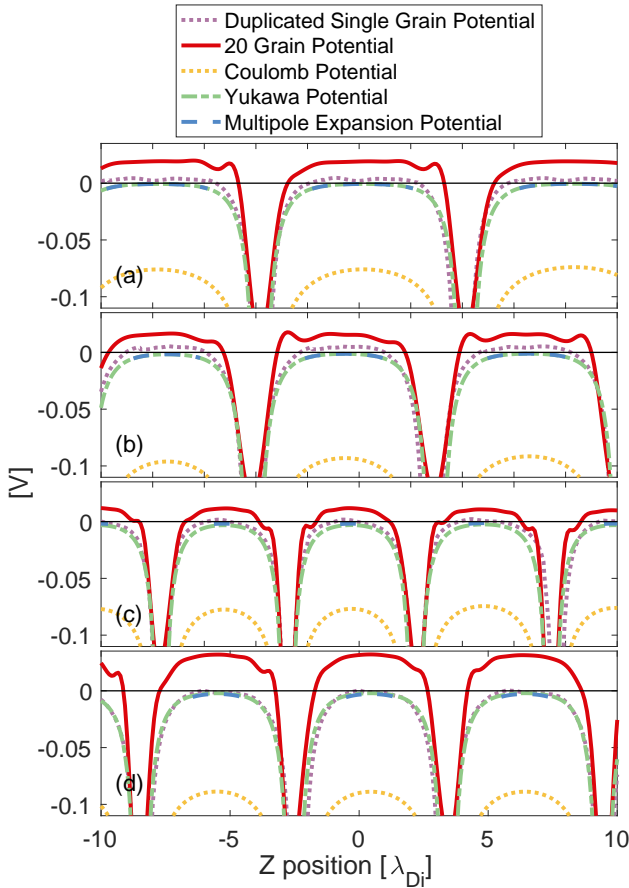 Duplicated Single Grain Potential
20 Grain Potential
Coulomb Potential
Yukawa Potential
Multipole Expansion Potential
0
-0.05
-0.1
(a)
0
-0.05
-0.1
(b)
0
-0.05
-0.1
(c)
0
-0.05
-0.1
(d)
[V]
-10 -5 0 5 10
Z position [ λDi]